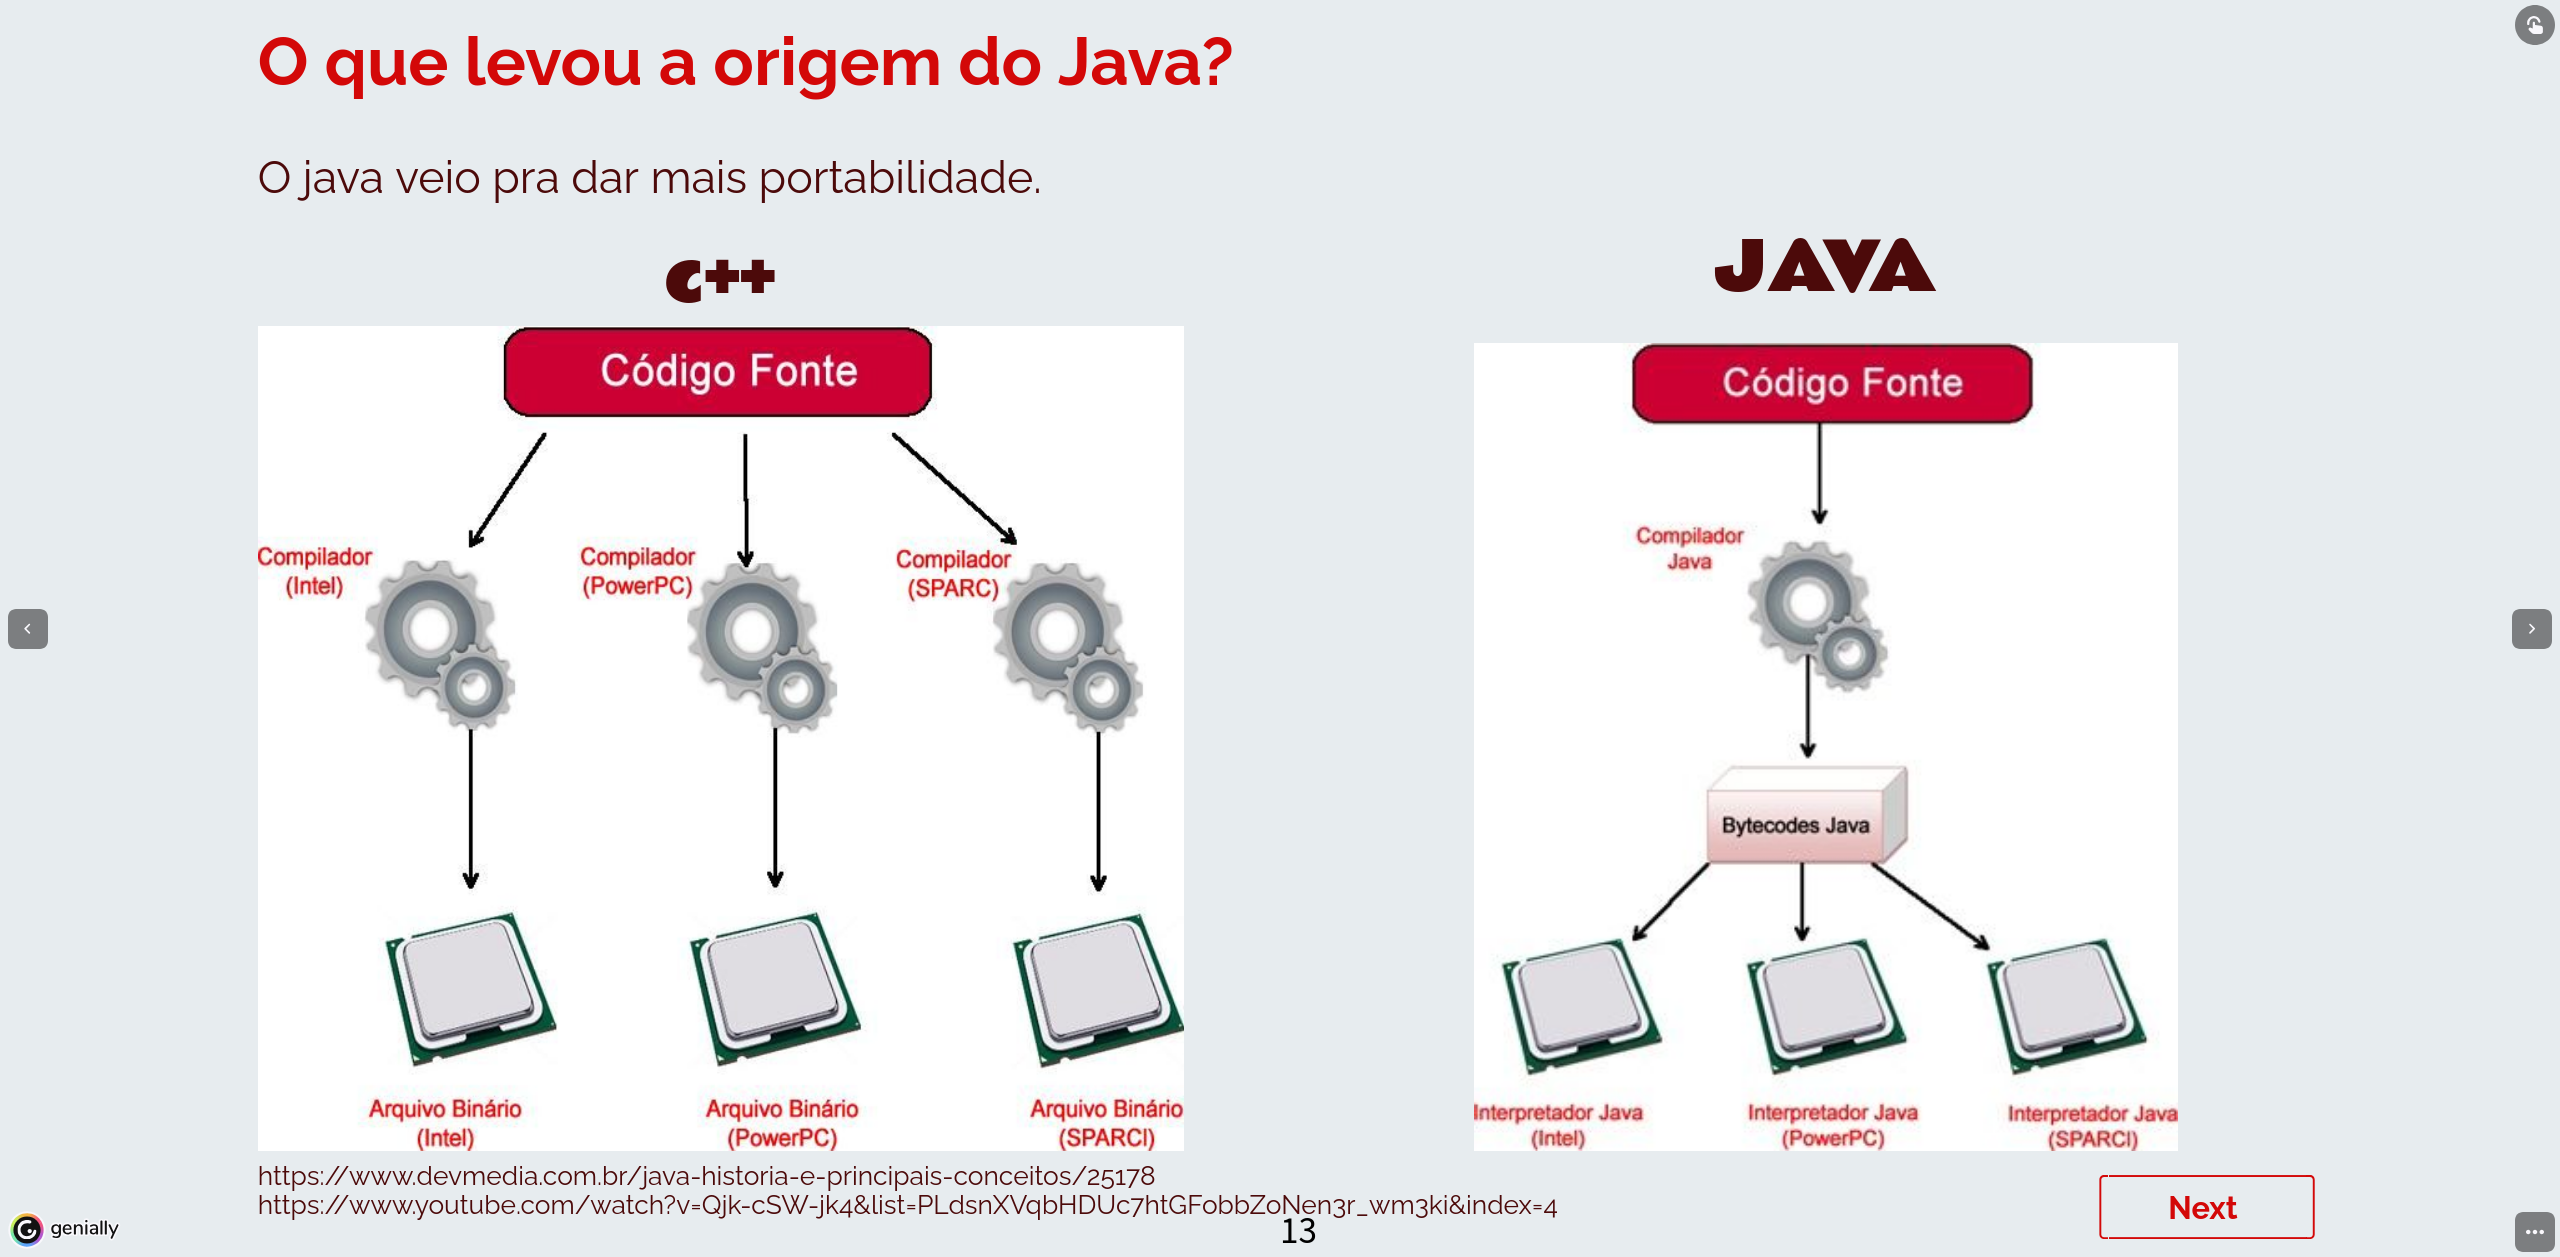 O que levou a origem do Java?
O java veio pra dar mais portabilidade.
C++
Código Fonte
Compilador
(Intel)
Compilador
(PowerPC)
Compilador
(SPARC)
Arquivo Binário
(Intel)
Arquivo Binário
(PowerPC)
Arquivo Binário
(SPARCl)
JAVA
Código Fonte
Compilador
Java
Bytecodes Java
Interpretador Java
(Intel)
Interpretador Java
(PowerPC)
Interpretador Java
(SPARCl)
https://www.devmedia.com.br/java-historia-e-principais-conceitos/25178
https://www.youtube.com/watch?v=Qjk-cSW-jk4&list=PLdsnXVqbHDUc7htGFobbZoNen3r_wm3ki&index=4
13
Next
genially